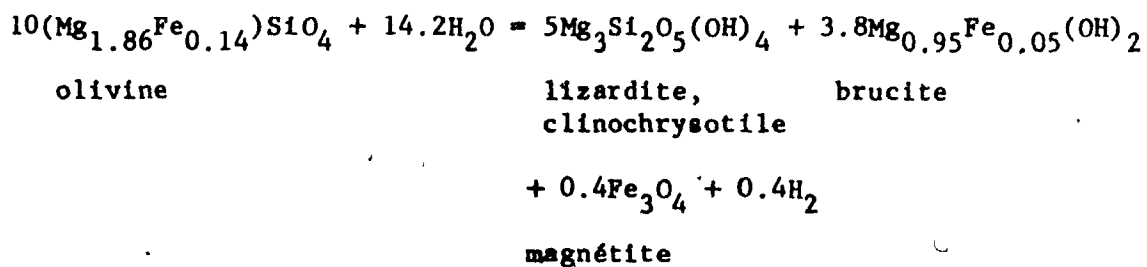 10(Mg1.86Fe0.14)SiO4 + 14.2H2O = 5Mg3Si2O5(OH)4 + 3.8Mg0.95Fe0.05(OH)2
olivine lizardite, brucite
clinochrysotile
+ 0.4Fe3O4 + 0.4H2
magnétite